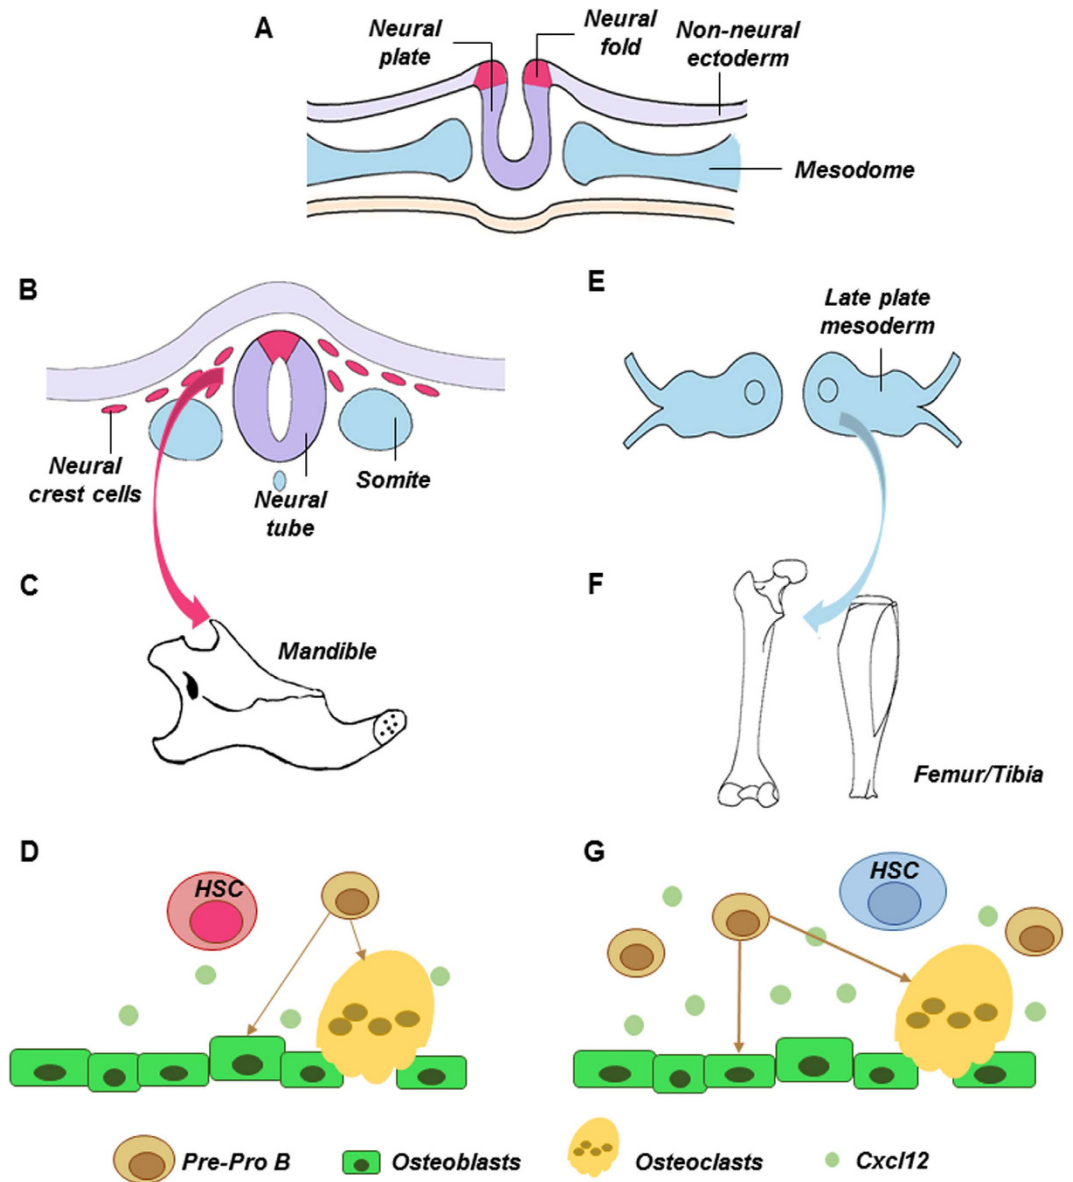 A
Neural
plate
Neural
fold
Non-neural
ectoderm
Mesodome
B
Neural
crest cells
Neural
tube
Somite
E
Late plate
mesoderm
C
Mandible
F
Femur/Tibia
D
HSC
G
HSC
Pre-Pro B
Osteoblasts
Osteoclasts
Cxcl12